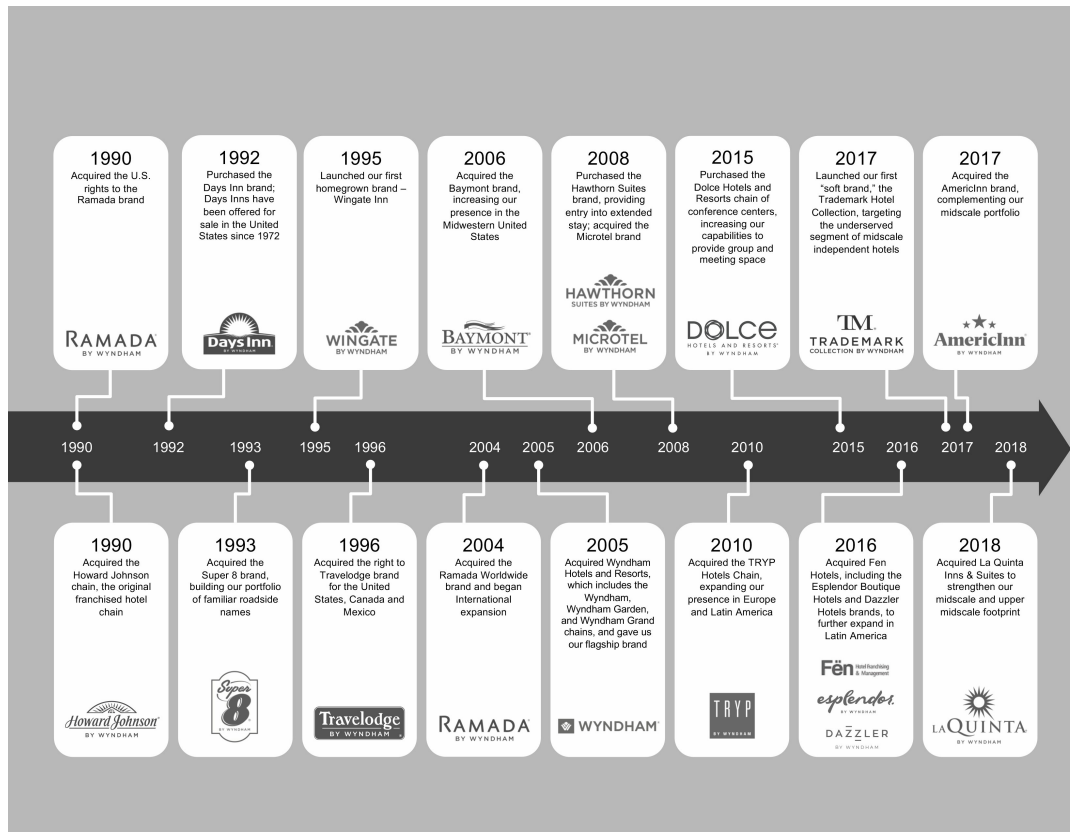 1990
Acquired the U.S.
rights to the
Ramada brand
RAMADA
BY WYNDHAM
1992
Purchased the
Days Inn brand;
Days Inns have
been offered for
sale in the United
States since 1972
Days Inn
BY WYNDHAM
1995
Launched our first
homegrown brand –
Wingate Inn
WINGATE
BY WYNDHAM
2006
Acquired the
Baymont brand,
increasing our
presence in the
Midwestern United
States
BAYMONT
BY WYNDHAM
2008
Purchased the
Hawthorn Suites
brand, providing
entry into extended
stay; acquired the
Microtel brand
HAWTHORN
SUITES BY WYNDHAM
MICROTEL
BY WYNDHAM
2015
Purchased the
Dolce Hotels and
Resorts chain of
conference centers,
increasing our
capabilities to
provide group and
meeting space
DOLCE
HOTELS AND RESORTS
BY WYNDHAM
2017
Launched our first
“soft brand,” the
Trademark Hotel
Collection, targeting
the underserved
segment of midscale
independent hotels
TM
TRADEMARK
COLLECTION BY WYNDHAM
2017
Acquired the
AmericInn brand,
complementing our
midscale portfolio
AmericInn
BY WYNDHAM
1990 1992 1993 1995 1996 2004 2005 2006 2008 2010 2015 2016 2017 2018
1990
Acquired the
Howard Johnson
chain, the original
franchised hotel
chain
Howard Johnson
BY WYNDHAM
1993
Acquired the
Super 8 brand,
building our portfolio
of familiar roadside
names
Super
8
BY WYNDHAM
1996
Acquired the right to
Travelodge brand
for the United
States, Canada and
Mexico
Travelodge
BY WYNDHAM
2004
Acquired the
Ramada Worldwide
brand and began
International
expansion
RAMADA
BY WYNDHAM
2005
Acquired Wyndham
Hotels and Resorts,
which includes the
Wyndham,
Wyndham Garden,
and Wyndham Grand
chains, and gave us
our flagship brand
WYNDHAM
2010
Acquired the TRYP
Hotels Chain,
expanding our
presence in Europe
and Latin America
TRYP
BY WYNDHAM
2016
Acquired Fen
Hotels, including the
Esplendor Boutique
Hotels and Dazzler
Hotels brands, to
further expand in
Latin America
Fën Hotel Franchising
& Management
esplendor.
BY WYNDHAM
DAZZLER
BY WYNDHAM
2018
Acquired La Quinta
Inns & Suites to
strengthen our
midscale and upper
midscale footprint
LA QUINTA
BY WYNDHAM